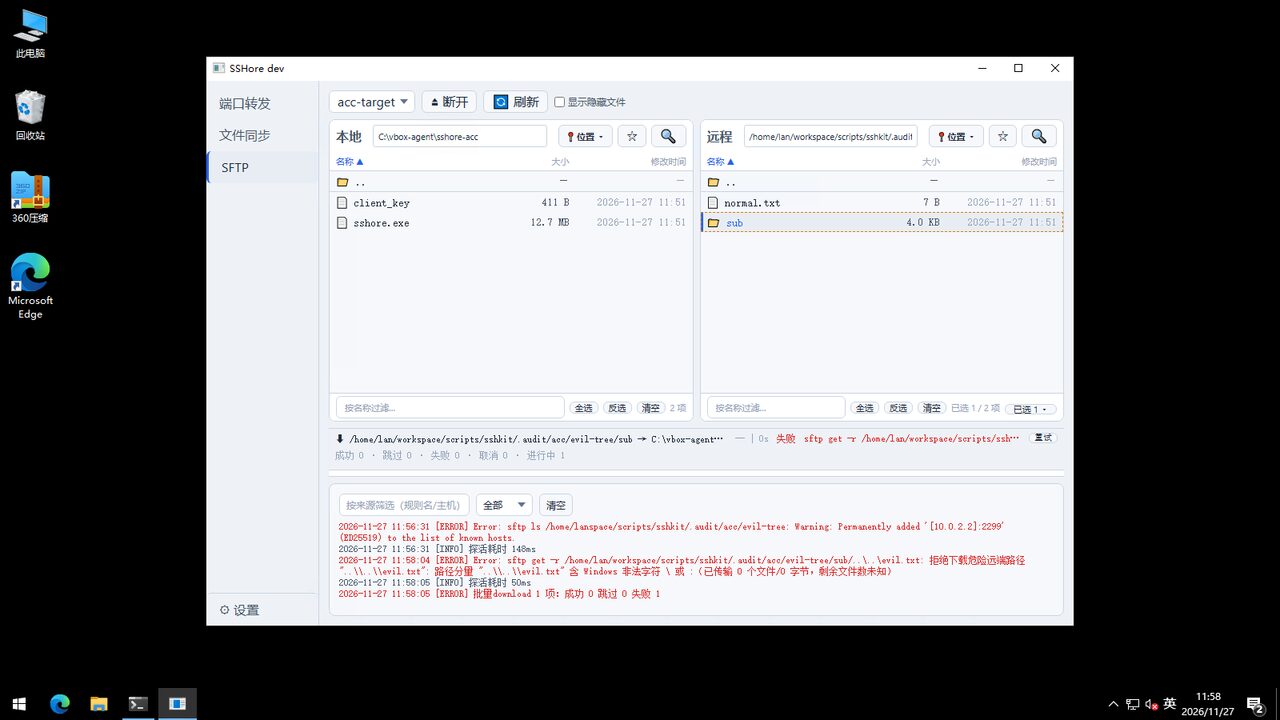 此电脑
回收站
360压缩
Microsoft
Edge
SSHore dev
端口转发
文件同步
SFTP
设置
acc-target
断开
刷新
显示隐藏文件
本地
C:\vbox-agent\sshore-acc
位置
名称 ▲ 大小 修改时间
.. — —
client_key 411 B 2026-11-27 11:51
sshore.exe 12.7 MB 2026-11-27 11:51
按名称过滤… 全选 反选 清空 2 项
远程
/home/lan/workspace/scripts/sshkit/.audit
位置
名称 ▲ 大小 修改时间
.. — —
normal.txt 7 B 2026-11-27 11:51
sub 4.0 KB 2026-11-27 11:51
按名称过滤… 全选 反选 清空 已选 1 / 2 项 已选 1
/home/lan/workspace/scripts/sshkit/.audit/acc/evil-tree/sub → C:\vbox-agent… — | 0s 失败 sftp get -r /home/lan/workspace/scripts/ssh… 重试
成功 0 · 跳过 0 · 失败 0 · 取消 0 · 进行中 1
按来源筛选（规则名/主机） 全部 清空
2026-11-27 11:56:31 [ERROR] Error: sftp ls /home/lanspace/scripts/sshkit/.audit/acc/evil-tree: Warning: Permanently added '[10.0.2.2]:2299'
(ED25519) to the list of known hosts.
2026-11-27 11:56:31 [INFO] 探活耗时 148ms
2026-11-27 11:58:04 [ERROR] Error: sftp get -r /home/lan/workspace/scripts/sshkit/.audit/acc/evil-tree/sub/..\..\evil.txt: 拒绝下载危险远端路径
"..\\..\\evil.txt": 路径分量 "..\\..\\evil.txt" 含 Windows 非法字符 \ 或 :（已传输 0 个文件/0 字节，剩余文件数未知）
2026-11-27 11:58:05 [INFO] 探活耗时 50ms
2026-11-27 11:58:05 [ERROR] 批量download 1 项：成功 0 跳过 0 失败 1
英
11:58
2026/11/27
2